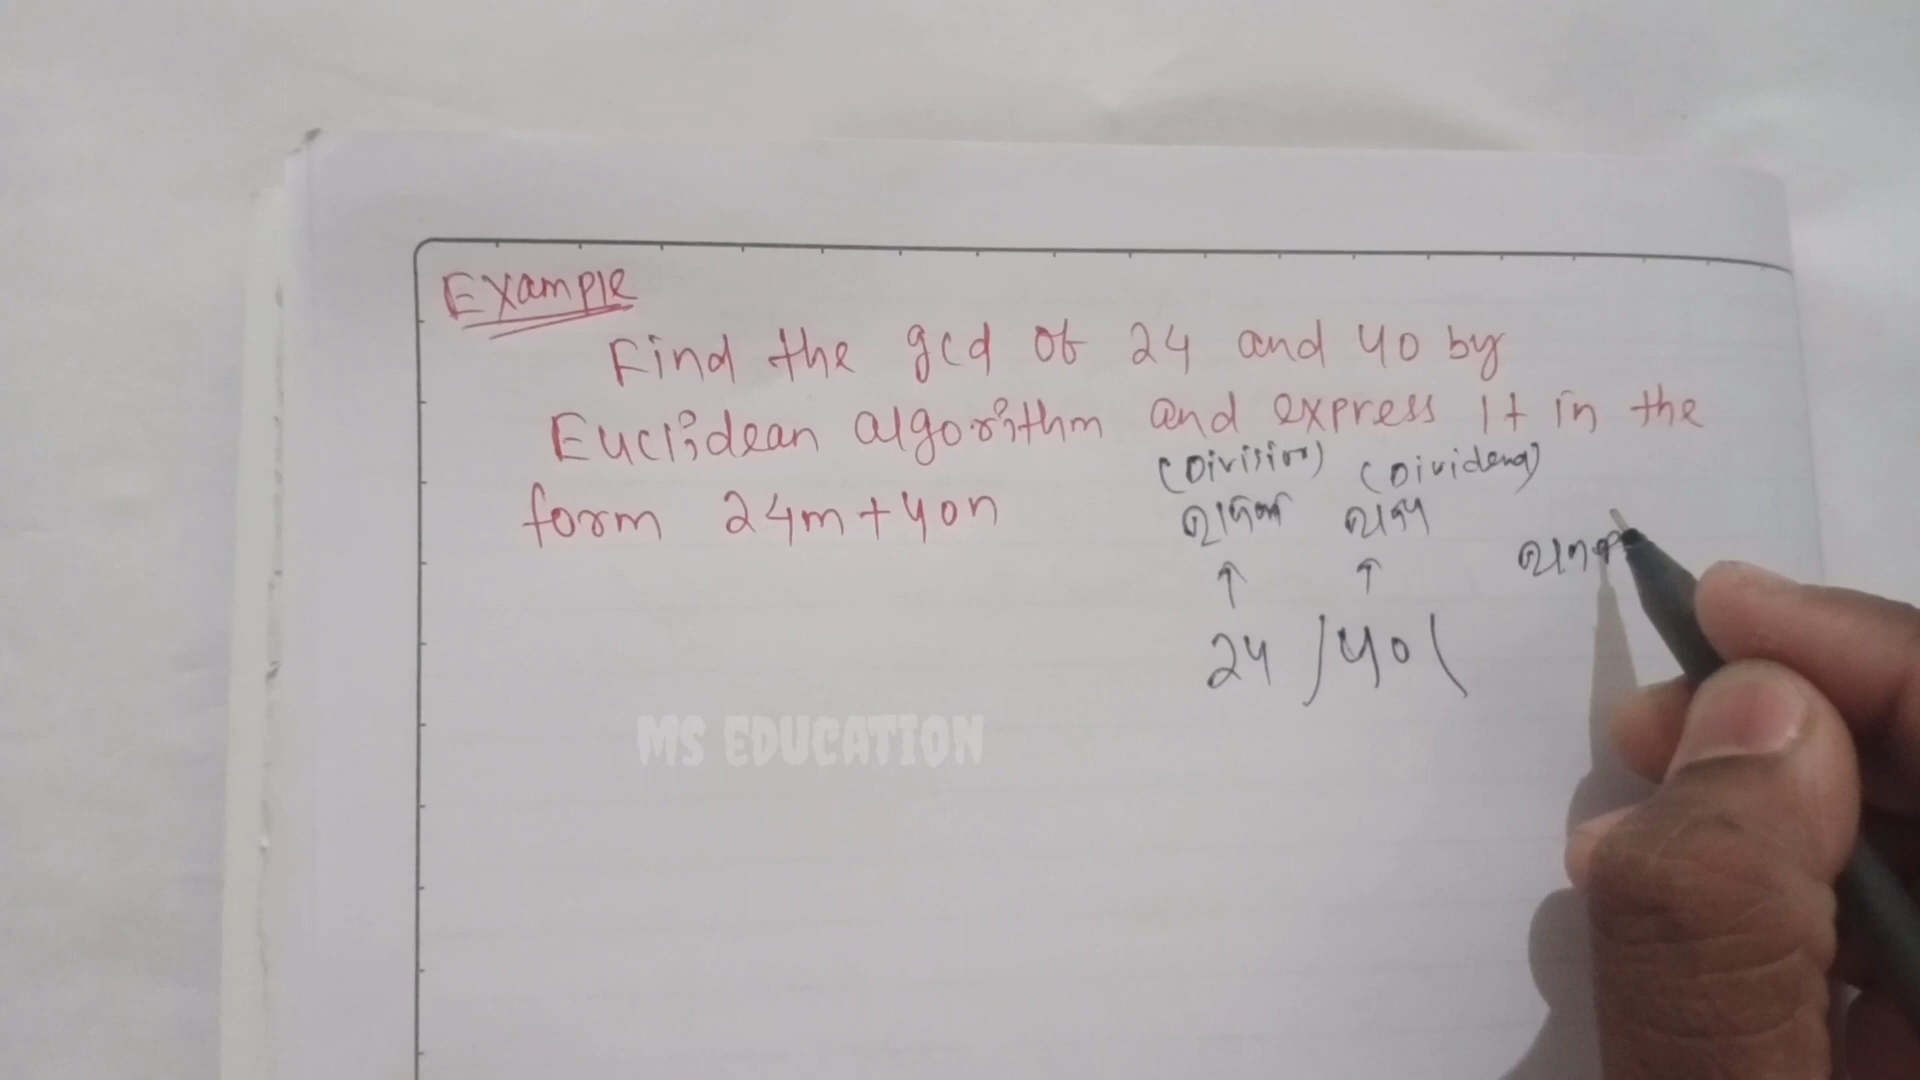 Example
Find the gcd of 24 and 40 by
Euclidean algorithm and express it in the
form 24m+40n
(Division) (Dividend)
ଭାଜକ ଭାଜ୍ୟ
↑ ↑
24 )40(
MS EDUCATION